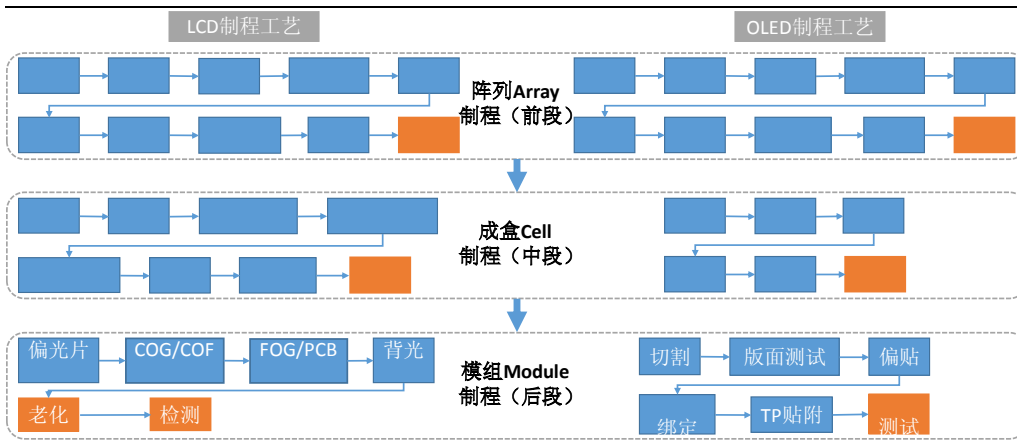 LCD制程工艺
OLED制程工艺
阵列Array
制程（前段）
成盒Cell
制程（中段）
偏光片
COG/COF
FOG/PCB
背光
老化
检测
模组Module
制程（后段）
切割
版面测试
偏贴
绑定
TP贴附
测试